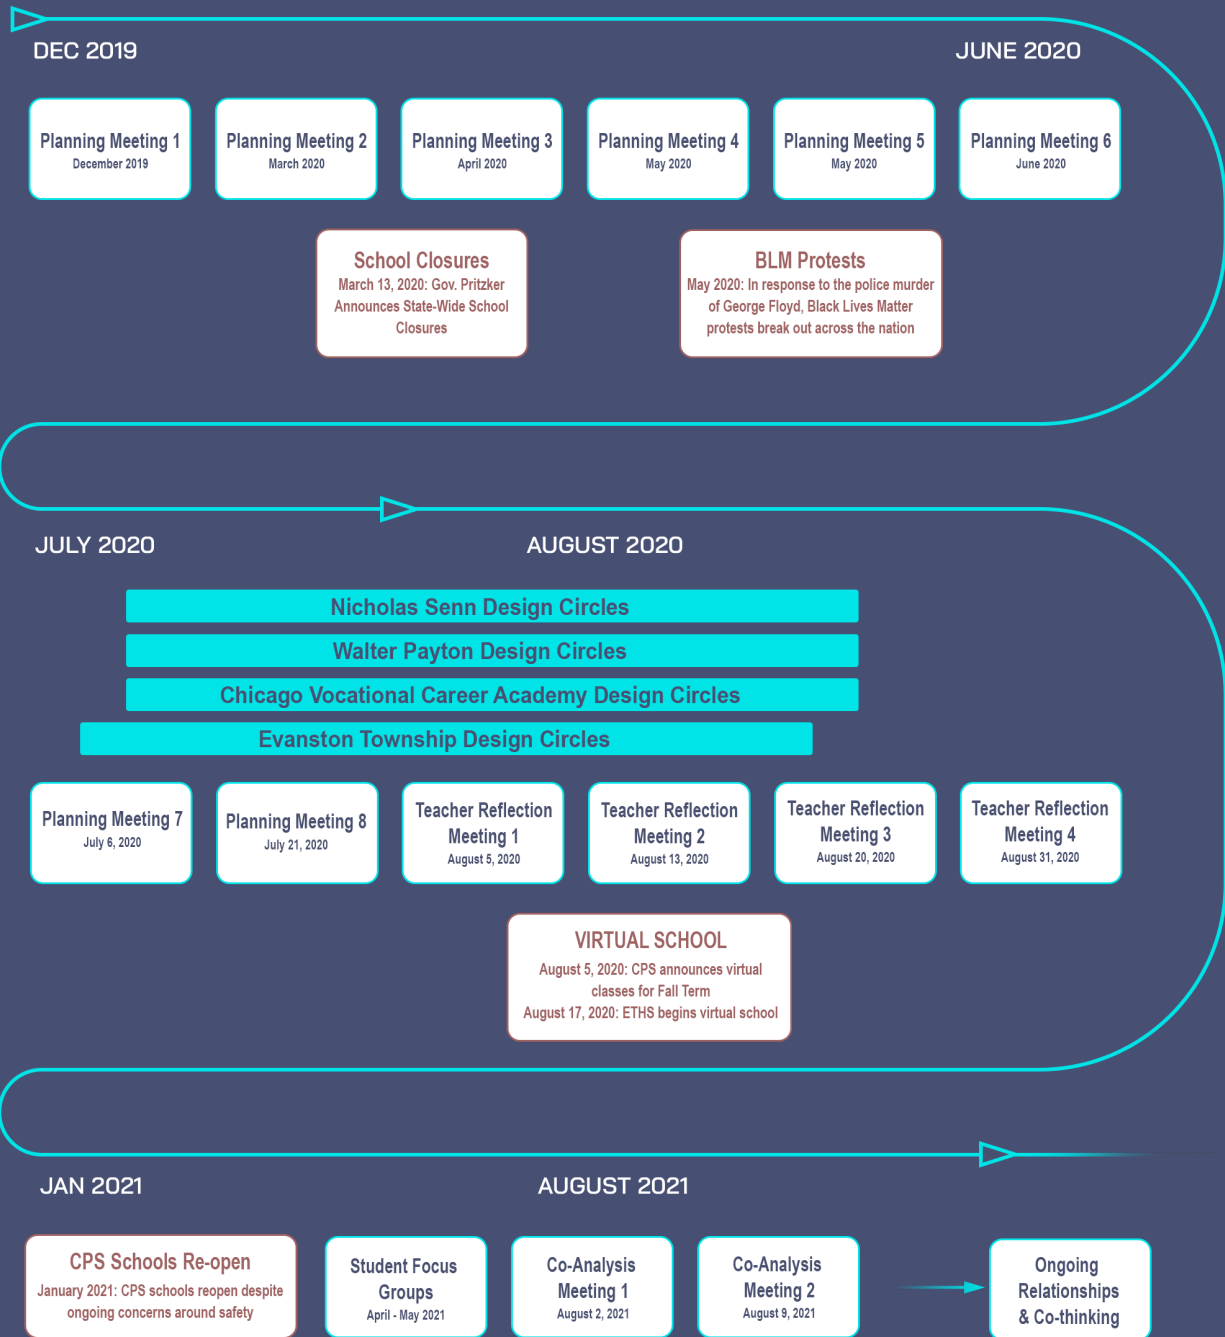 DEC 2019
JUNE 2020
Planning Meeting 1
December 2019
Planning Meeting 2
March 2020
Planning Meeting 3
April 2020
Planning Meeting 4
May 2020
Planning Meeting 5
May 2020
Planning Meeting 6
June 2020
School Closures
March 13, 2020: Gov. Pritzker
Announces State-Wide School
Closures
BLM Protests
May 2020: In response to the police murder
of George Floyd, Black Lives Matter
protests break out across the nation
JULY 2020
AUGUST 2020
Nicholas Senn Design Circles
Walter Payton Design Circles
Chicago Vocational Career Academy Design Circles
Evanston Township Design Circles
Planning Meeting 7
July 6, 2020
Planning Meeting 8
July 21, 2020
Teacher Reflection
Meeting 1
August 5, 2020
Teacher Reflection
Meeting 2
August 13, 2020
Teacher Reflection
Meeting 3
August 20, 2020
Teacher Reflection
Meeting 4
August 31, 2020
VIRTUAL SCHOOL
August 5, 2020: CPS announces virtual
classes for Fall Term
August 17, 2020: ETHS begins virtual school
JAN 2021
AUGUST 2021
CPS Schools Re-open
January 2021: CPS schools reopen despite
ongoing concerns around safety
Student Focus
Groups
April - May 2021
Co-Analysis
Meeting 1
August 2, 2021
Co-Analysis
Meeting 2
August 9, 2021
Ongoing
Relationships
& Co-thinking